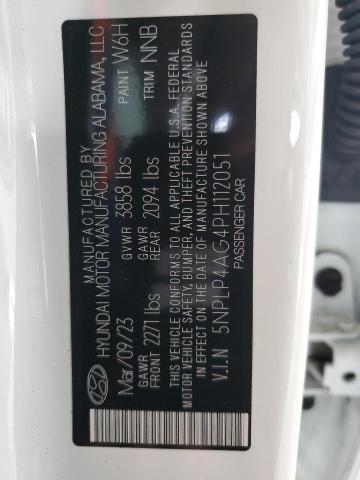 MANUFACTURED BY
HYUNDAI MOTOR MANUFACTURING ALABAMA, LLC
Mar/09/23 GVWR 3858 lbs PAINT W6H
GAWR FRONT 2271 lbs GAWR REAR 2094 lbs TRIM NNB
THIS VEHICLE CONFORMS TO ALL APPLICABLE U.S.A. FEDERAL
MOTOR VEHICLE SAFETY, BUMPER, AND THEFT PREVENTION STANDARDS
IN EFFECT ON THE DATE OF MANUFACTURE SHOWN ABOVE
V.I.N 5NPLP4AG4PH112051
PASSENGER CAR